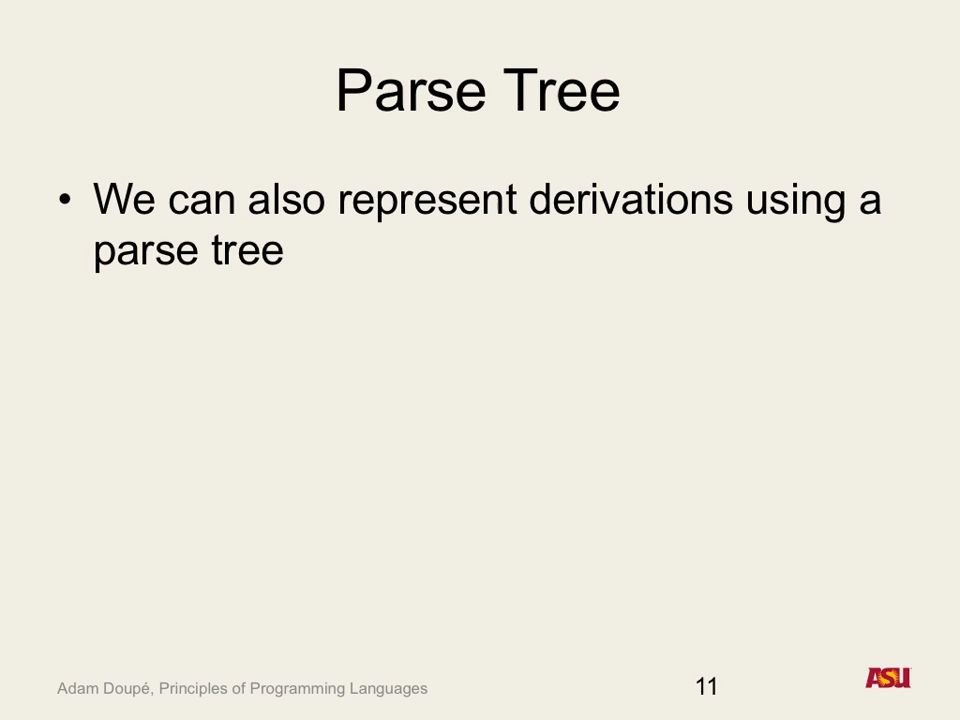 Parse Tree
• We can also represent derivations using a
parse tree
Adam Doupé, Principles of Programming Languages
11
ASU